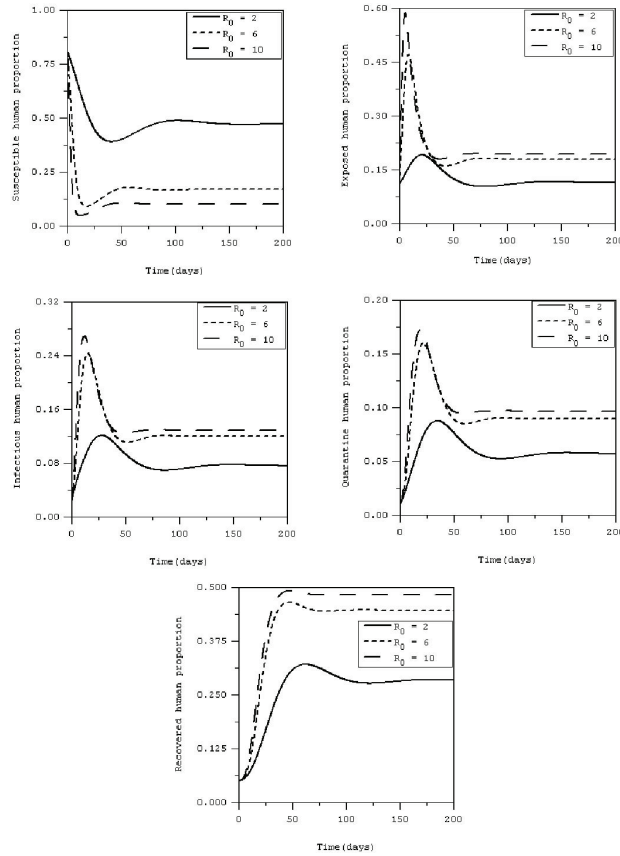 Susceptible human proportion
1.00
0.75
0.50
0.25
0.00
R0 = 2
R0 = 6
R0 = 10
0 50 100 150 200
Time(days)
Exposed human proportion
0.60
0.45
0.30
0.15
0.00
R0 = 2
R0 = 6
R0 = 10
0 50 100 150 200
Time(days)
Infectious human proportion
0.32
0.24
0.16
0.08
0.00
R0 = 2
R0 = 6
R0 = 10
0 50 100 150 200
Time(days)
Quarantine human proportion
0.20
0.15
0.10
0.05
0.00
R0 = 2
R0 = 6
R0 = 10
0 50 100 150 200
Time(days)
Recovered human proportion
0.500
0.375
0.250
0.125
0.000
R0 = 2
R0 = 6
R0 = 10
0 50 100 150 200
Time(days)